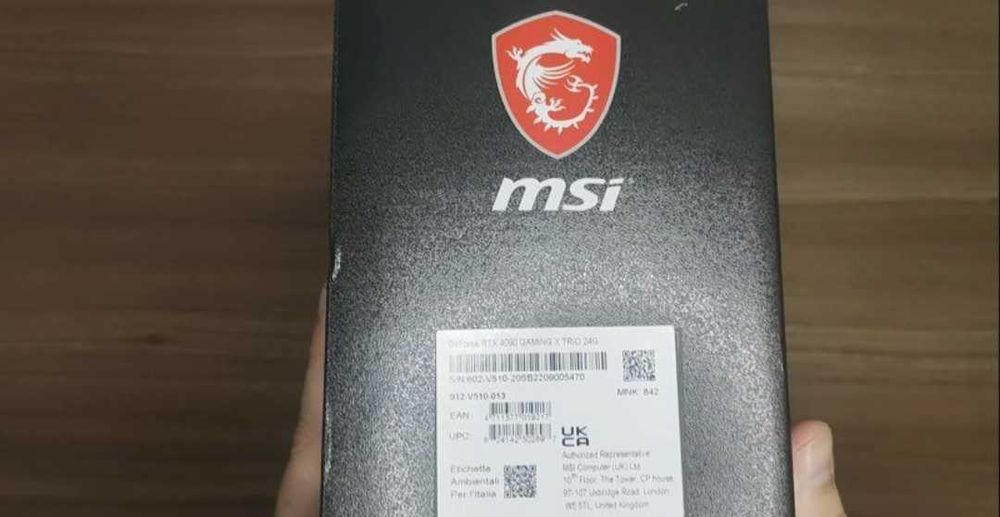 msi
GeForce RTX 4090 GAMING X TRIO 24G
S/N:602-V510-20SB2209005470
912-V510-013
MNK: 842
EAN:
UPC:
UK
CA
Etichette
Ambientali
Per l'Italia
Authorized Representative
MSI Computer (UK) Ltd.
10th Floor, The Tower, CP house,
97-107 Uxbridge Road, London,
W5 5TL, United Kingdom